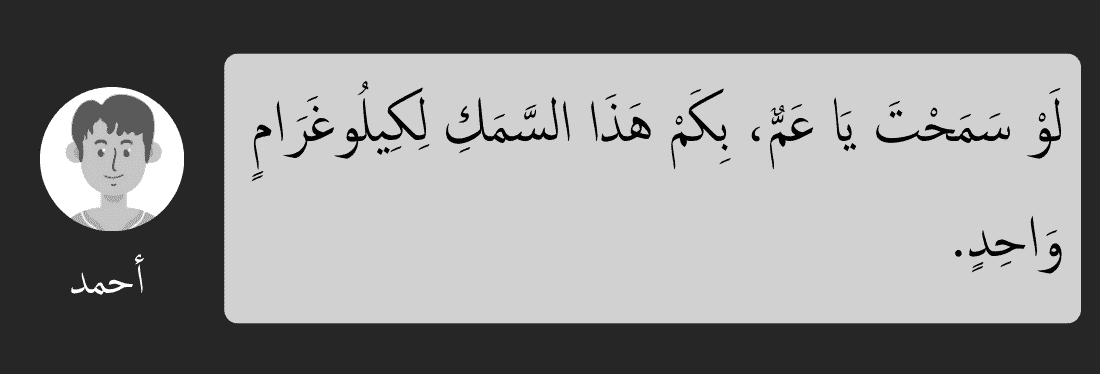 لَوْ سَمَحْتَ يَا عَمٌّ، بِكَمْ هَذَا السَّمَكِ لِكِيلُوغَرَامٍ
وَاحِدٍ.
أحمد